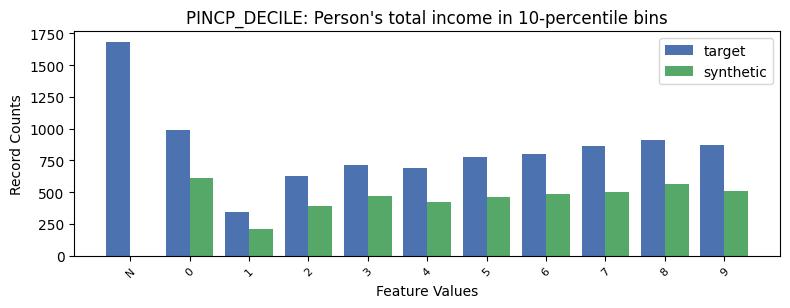 PINCP_DECILE: Person's total income in 10-percentile bins
Record Counts
1750
1500
1250
1000
750
500
250
0
target
synthetic
N 0 1 2 3 4 5 6 7 8 9
Feature Values